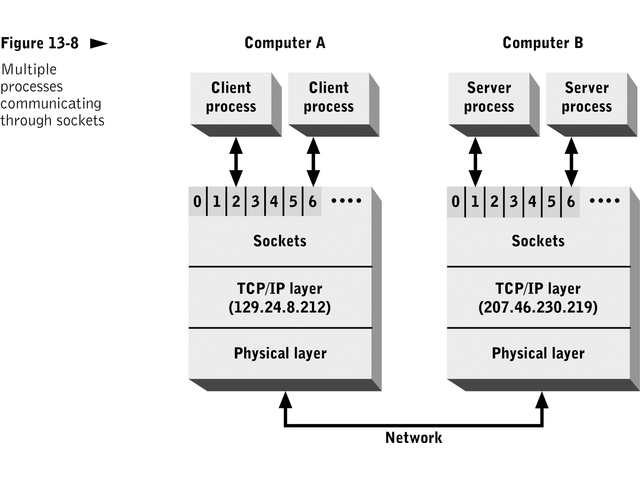 Figure 13-8 ►
Multiple
processes
communicating
through sockets
Computer A
Computer B
Client
process
Client
process
Server
process
Server
process
0 1 2 3 4 5 6 ••••
Sockets
TCP/IP layer
(129.24.8.212)
Physical layer
0 1 2 3 4 5 6 ••••
Sockets
TCP/IP layer
(207.46.230.219)
Physical layer
Network